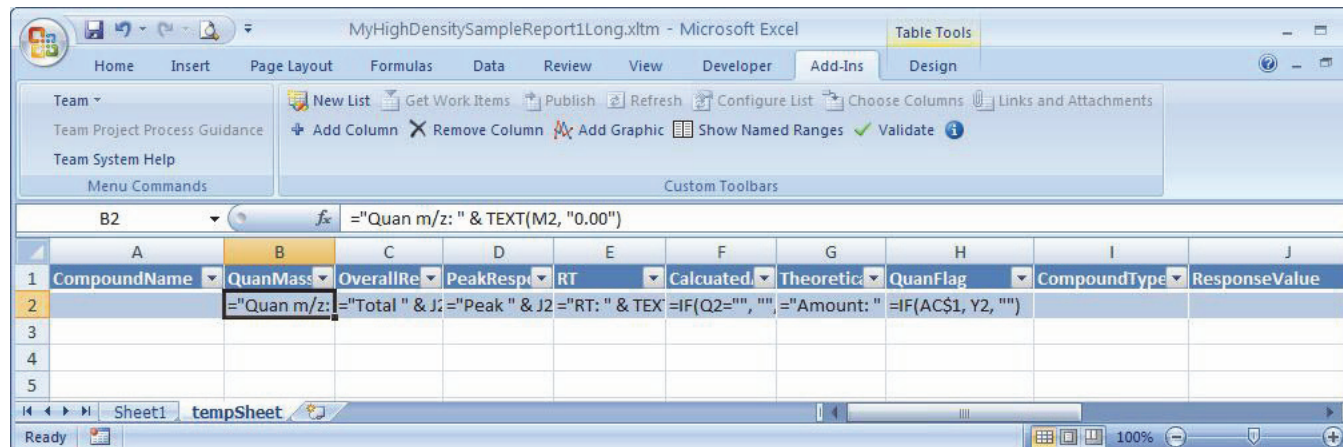 MyHighDensitySampleReport1Long.xltm - Microsoft Excel Table Tools
Home Insert Page Layout Formulas Data Review View Developer Add-Ins Design
Team New List Get Work Items Publish Refresh Configure List Choose Columns Links and Attachments
Team Project Process Guidance Add Column Remove Column Add Graphic Show Named Ranges Validate
Team System Help
Menu Commands Custom Toolbars
B2 fx ="Quan m/z: " & TEXT(M2, "0.00")
A B C D E F G H I J
1 CompoundName QuanMass OverallRe PeakRespo RT Calcuated Theoretica QuanFlag CompoundType ResponseValue
2 ="Quan m/z: ="Total " & J2 ="Peak " & J2 ="RT: " & TEX =IF(Q2="", "", ="Amount: " =IF(AC$1, Y2, "")
3
4
5
Sheet1 tempSheet
Ready 100%